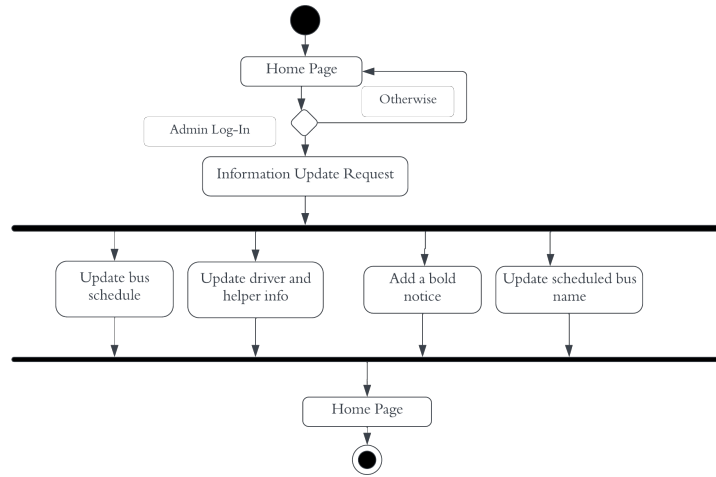 Home Page
Otherwise
Admin Log-In
Information Update Request
Update bus
schedule
Update driver and
helper info
Add a bold
notice
Update scheduled bus
name
Home Page